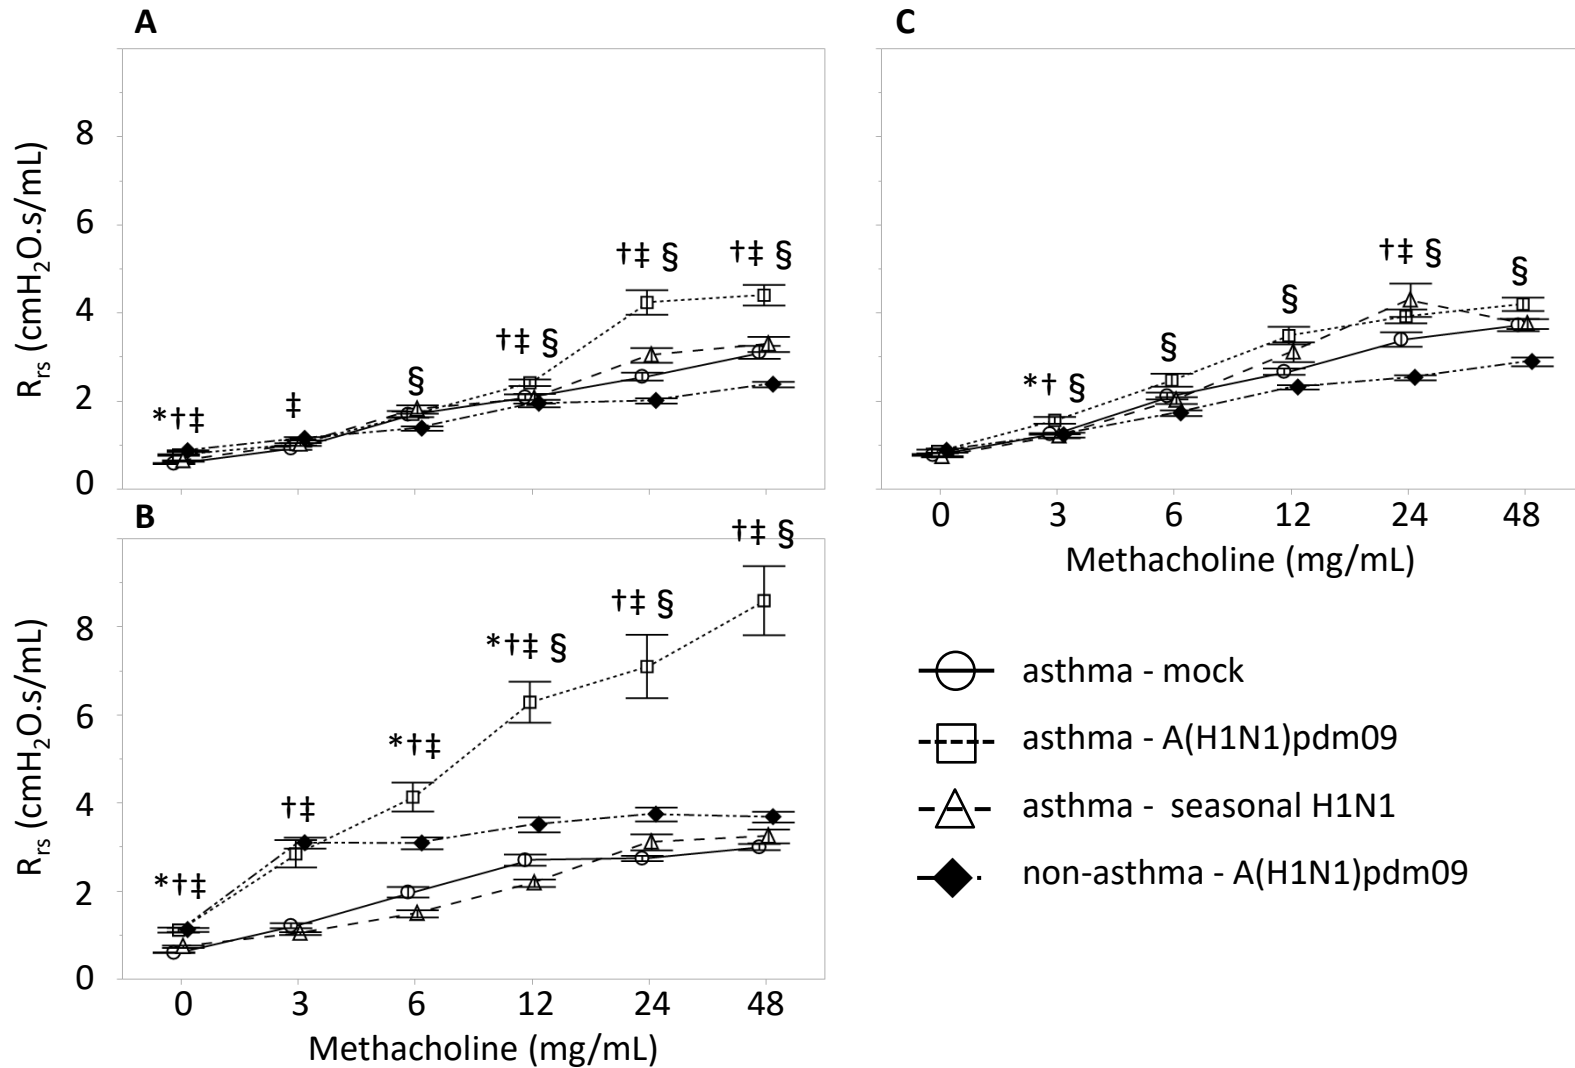 A
8
6
4
2
0
R_rs (cmH₂O.s/mL)
*†‡
‡
§
†‡ §
†‡ §
†‡ §
B
8
6
4
2
0
R_rs (cmH₂O.s/mL)
*†‡
†‡
*†‡
*†‡ §
†‡ §
†‡ §
0 3 6 12 24 48
Methacholine (mg/mL)
C
*† §
§
§
†‡ §
§
0 3 6 12 24 48
Methacholine (mg/mL)
asthma - mock
asthma - A(H1N1)pdm09
asthma - seasonal H1N1
non-asthma - A(H1N1)pdm09